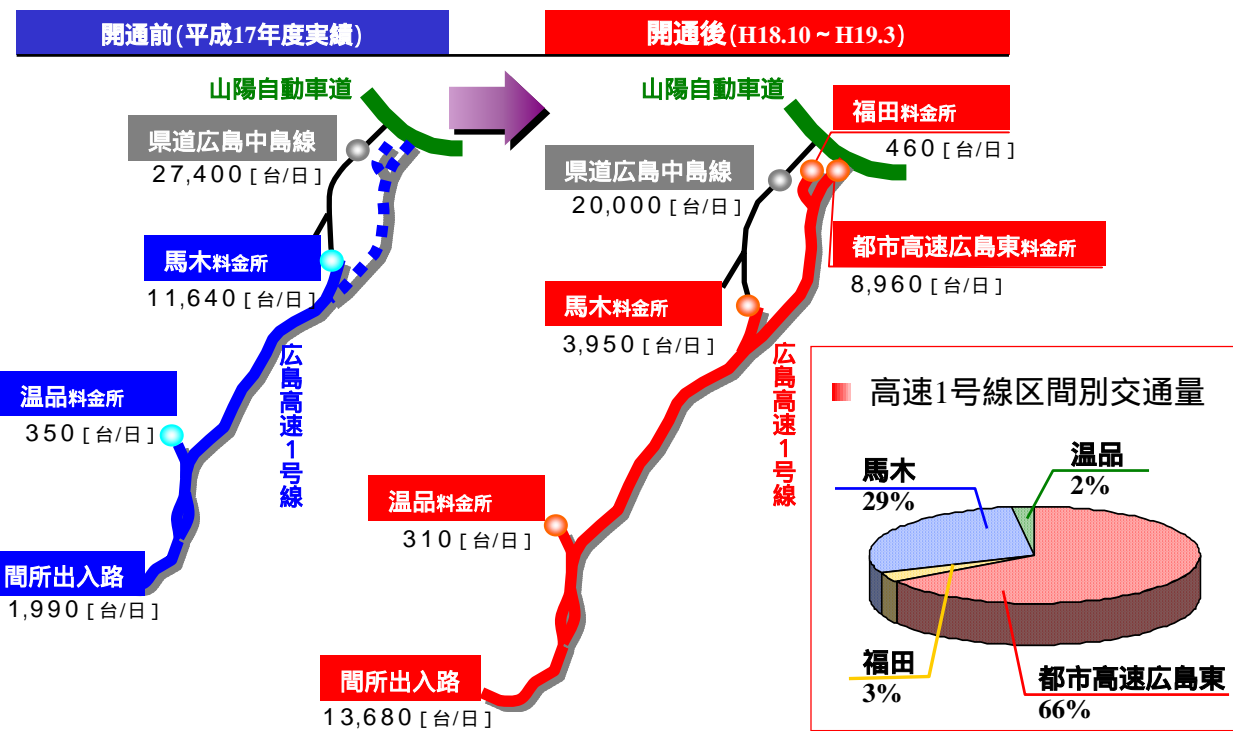 開通前(平成17年度実績)
山陽自動車道
県道広島中島線
27,400 [台/日]
馬木料金所
11,640 [台/日]
広島高速1号線
温品料金所
350 [台/日]
間所出入路
1,990 [台/日]
開通後(H18.10~H19.3)
山陽自動車道
福田料金所
460 [台/日]
県道広島中島線
20,000 [台/日]
都市高速広島東料金所
8,960 [台/日]
馬木料金所
3,950 [台/日]
広島高速1号線
温品料金所
310 [台/日]
間所出入路
13,680 [台/日]
高速1号線区間別交通量
温品
2%
馬木
29%
福田
3%
都市高速広島東
66%